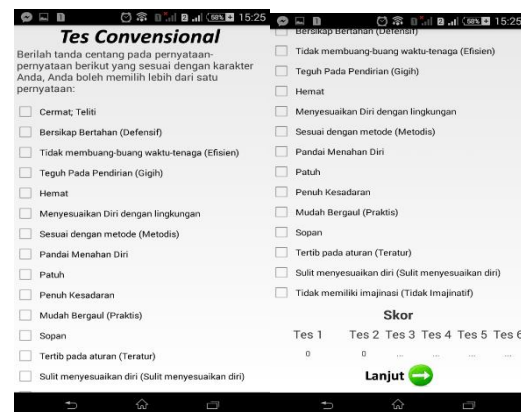 58% 15:25
Tes Convensional
Berilah tanda centang pada pernyataan-
pernyataan berikut yang sesuai dengan karakter
Anda, Anda boleh memilih lebih dari satu
pernyataan:
Cermat; Teliti
Bersikap Bertahan (Defensif)
Tidak membuang-buang waktu-tenaga (Efisien)
Teguh Pada Pendirian (Gigih)
Hemat
Menyesuaikan Diri dengan lingkungan
Sesuai dengan metode (Metodis)
Pandai Menahan Diri
Patuh
Penuh Kesadaran
Mudah Bergaul (Praktis)
Sopan
Tertib pada aturan (Teratur)
Sulit menyesuaikan diri (Sulit menyesuaikan diri)
58% 15:25
Bersikap Bertahan (Defensif)
Tidak membuang-buang waktu-tenaga (Efisien)
Teguh Pada Pendirian (Gigih)
Hemat
Menyesuaikan Diri dengan lingkungan
Sesuai dengan metode (Metodis)
Pandai Menahan Diri
Patuh
Penuh Kesadaran
Mudah Bergaul (Praktis)
Sopan
Tertib pada aturan (Teratur)
Sulit menyesuaikan diri (Sulit menyesuaikan diri)
Tidak memiliki imajinasi (Tidak Imajinatif)
Skor
Tes 1 Tes 2 Tes 3 Tes 4 Tes 5 Tes 6
0 0 ... ... ... ...
Lanjut